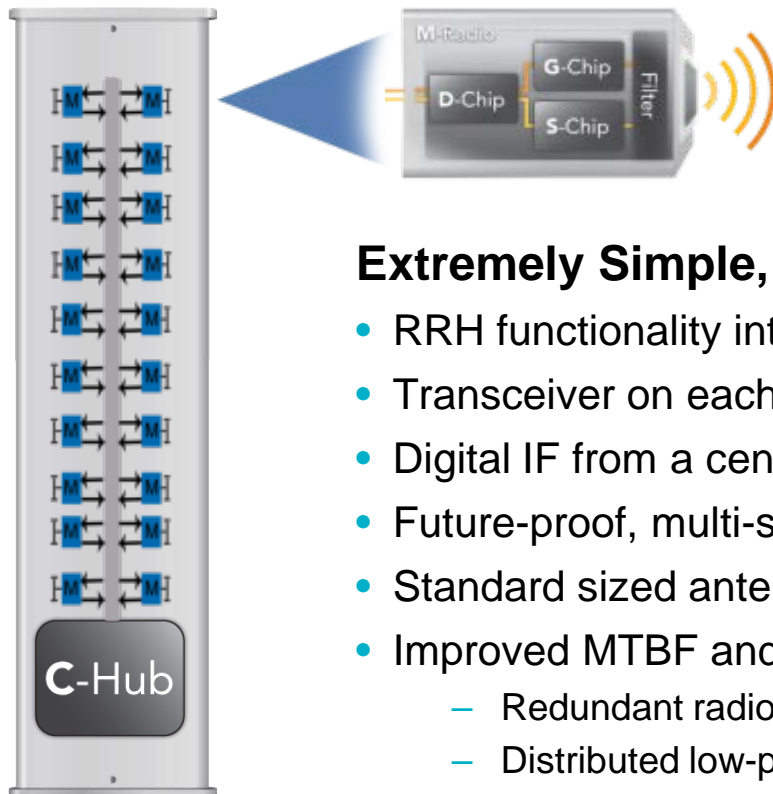 M-Radio
G-Chip
D-Chip
Filter
S-Chip
M M
M M
M M
M M
M M
M M
M M
M M
M M
M M
C-Hub
Extremely Simple,
• RRH functionality int
• Transceiver on each
• Digital IF from a cen
• Future-proof, multi-s
• Standard sized ante
• Improved MTBF and
– Redundant radio
– Distributed low-p